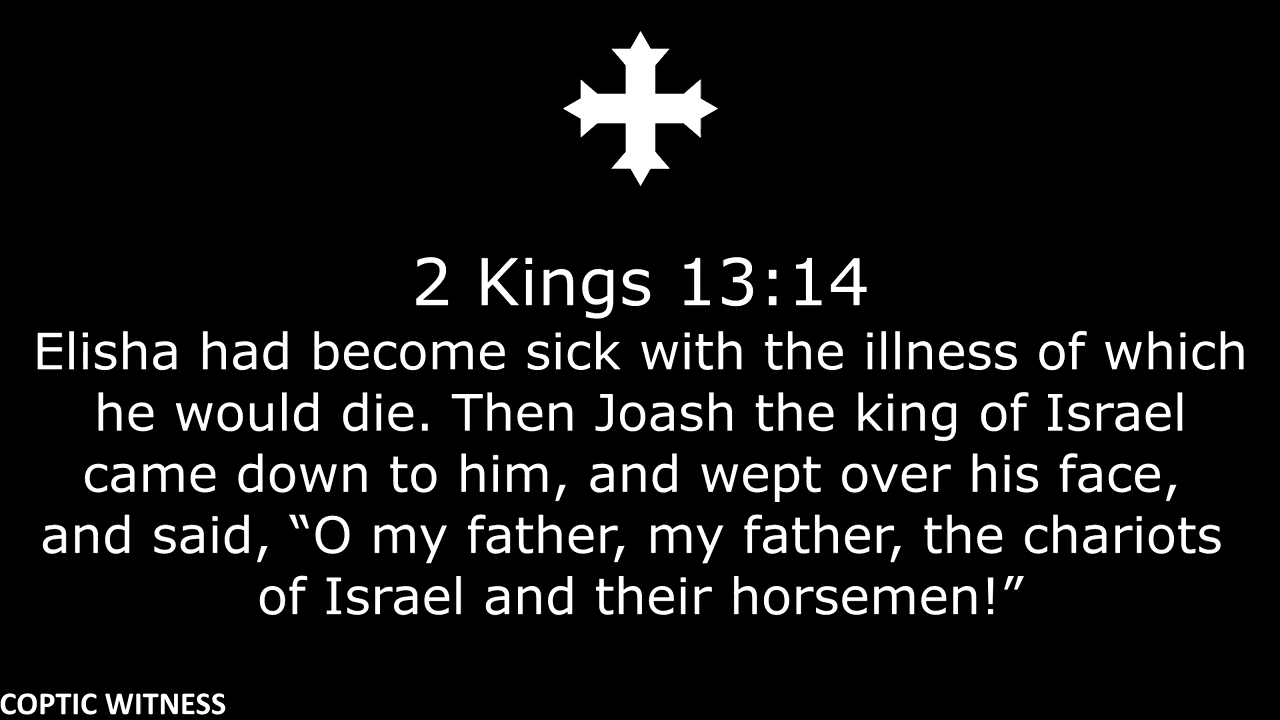 2 Kings 13:14
Elisha had become sick with the illness of which
he would die. Then Joash the king of Israel
came down to him, and wept over his face,
and said, “O my father, my father, the chariots
of Israel and their horsemen!”
COPTIC WITNESS